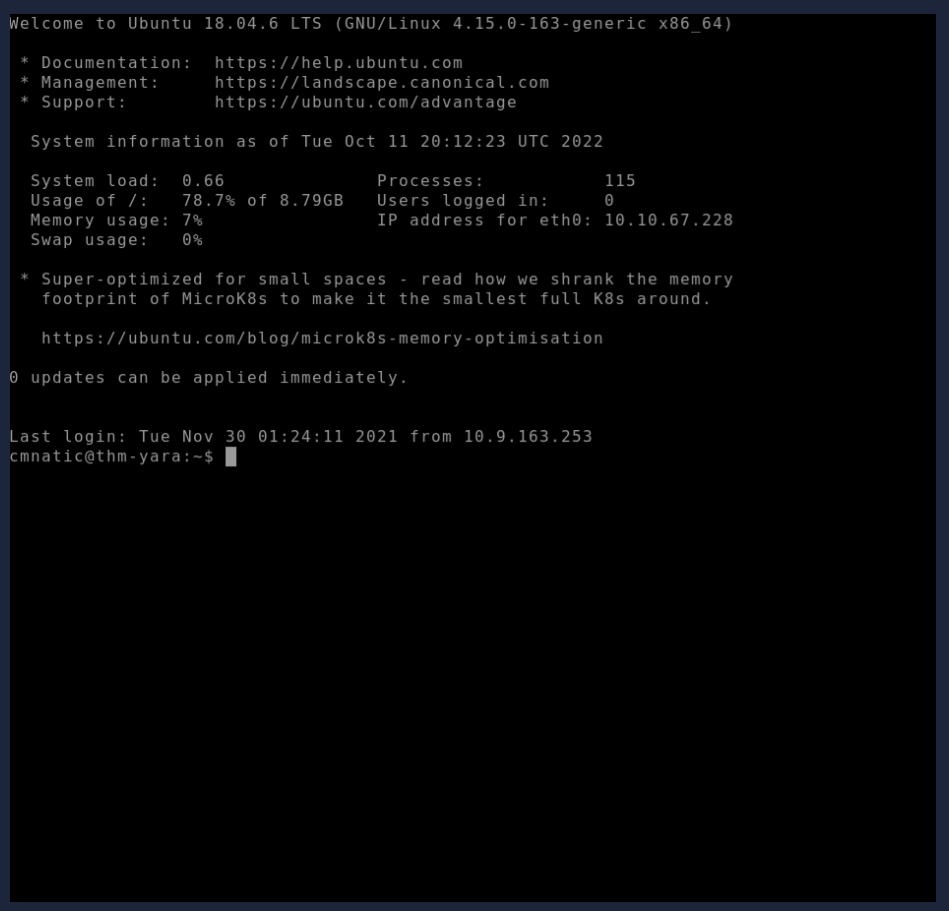 Welcome to Ubuntu 18.04.6 LTS (GNU/Linux 4.15.0-163-generic x86_64)
* Documentation:  https://help.ubuntu.com
* Management:     https://landscape.canonical.com
* Support:        https://ubuntu.com/advantage
System information as of Tue Oct 11 20:12:23 UTC 2022
System load:  0.66              Processes:           115
Usage of /:   78.7% of 8.79GB   Users logged in:     0
Memory usage: 7%                IP address for eth0: 10.10.67.228
Swap usage:   0%
* Super-optimized for small spaces - read how we shrank the memory
footprint of MicroK8s to make it the smallest full K8s around.
https://ubuntu.com/blog/microk8s-memory-optimisation
0 updates can be applied immediately.
Last login: Tue Nov 30 01:24:11 2021 from 10.9.163.253
cmnatic@thm-yara:~$